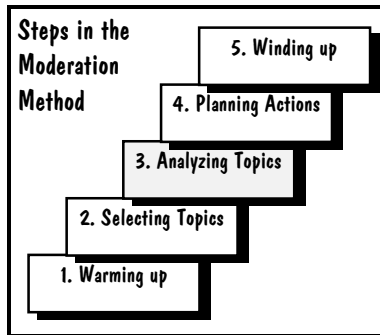 Steps in the
Moderation
Method
5. Winding up
4. Planning Actions
3. Analyzing Topics
2. Selecting Topics
1. Warming up